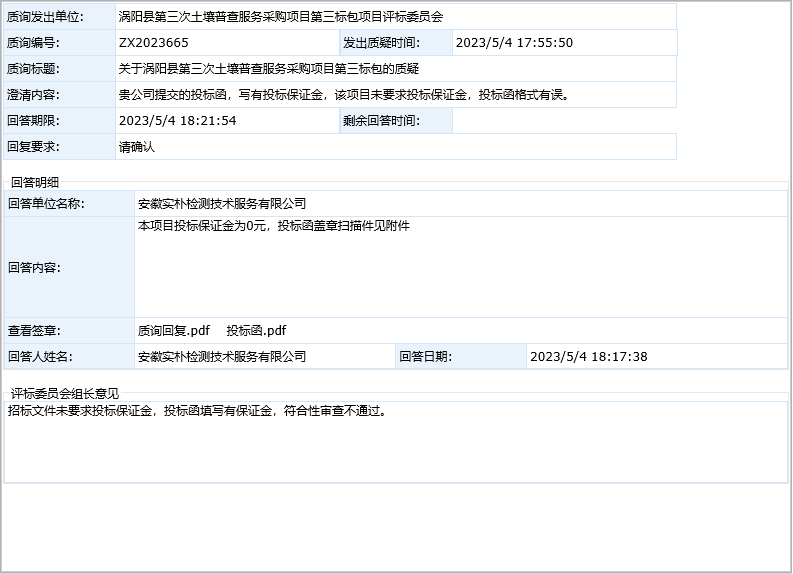 质询发出单位: 涡阳县第三次土壤普查服务采购项目第三标包项目评标委员会
质询编号: ZX2023665 发出质疑时间: 2023/5/4 17:55:50
质询标题: 关于涡阳县第三次土壤普查服务采购项目第三标包的质疑
澄清内容: 贵公司提交的投标函，写有投标保证金，该项目未要求投标保证金，投标函格式有误。
回答期限: 2023/5/4 18:21:54 剩余回答时间:
回复要求: 请确认
回答明细
回答单位名称: 安徽实朴检测技术服务有限公司
回答内容: 本项目投标保证金为0元，投标函盖章扫描件见附件
查看签章: 质询回复.pdf 投标函.pdf
回答人姓名: 安徽实朴检测技术服务有限公司 回答日期: 2023/5/4 18:17:38
评标委员会组长意见
招标文件未要求投标保证金，投标函填写有保证金，符合性审查不通过。